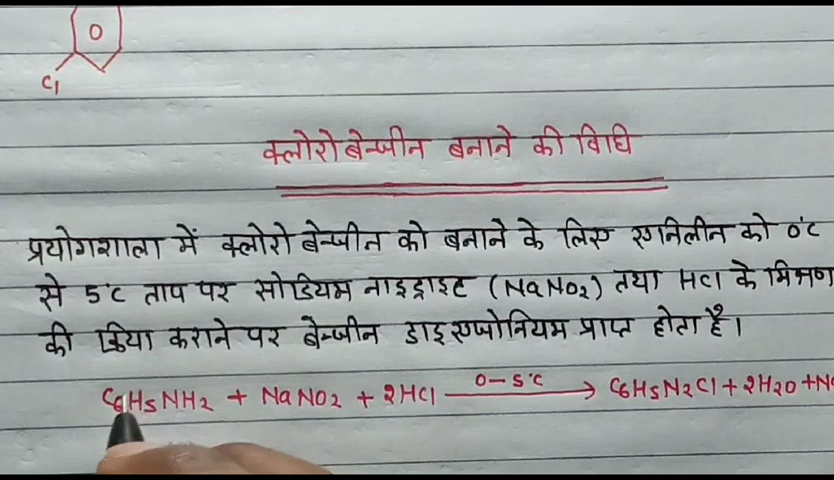 O
Cl
क्लोरो बेन्जीन बनाने की विधि
प्रयोगशाला में क्लोरो बेन्जीन को बनाने के लिए एनिलीन को 0°C
से 5°C ताप पर सोडियम नाइट्राइट (NaNO2) तथा HCl के मिश्रण
की क्रिया कराने पर बेन्जीन डाइएजोनियम प्राप्त होता है।
0-5°C
C6H5NH2 + NaNO2 + 2HCl ⟶ C6H5N2Cl + 2H2O + N